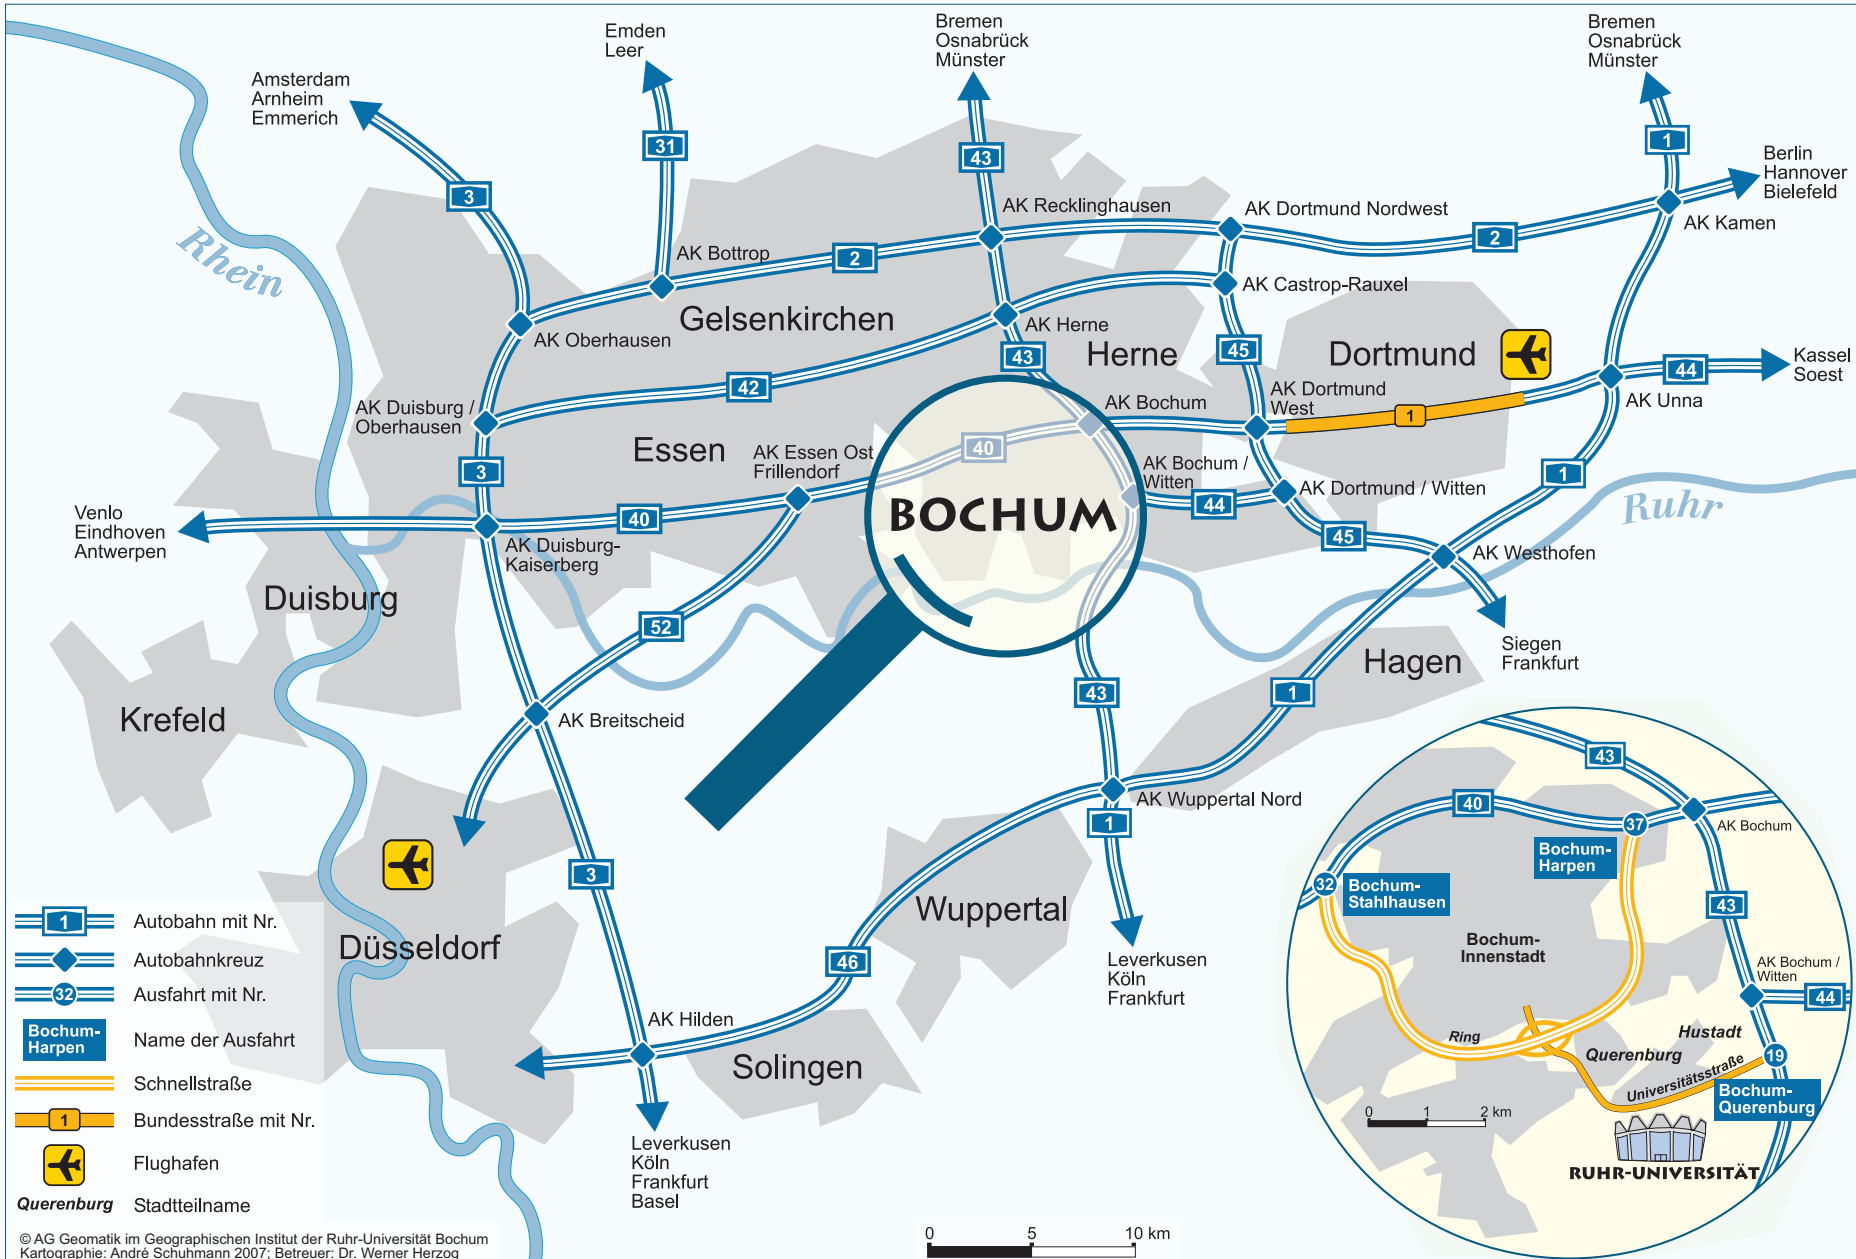 Emden
Leer
Bremen
Osnabrück
Münster
Bremen
Osnabrück
Münster
Amsterdam
Arnheim
Emmerich
31
43
1
Berlin
Hannover
Bielefeld
3
AK Recklinghausen
AK Dortmund Nordwest
AK Kamen
Rhein
AK Bottrop
2
2
AK Castrop-Rauxel
Gelsenkirchen
AK Oberhausen
AK Herne
43
Herne
45
Dortmund
Kassel
Soest
44
42
AK Duisburg /
Oberhausen
AK Bochum
AK Dortmund
West
1
AK Unna
Essen
AK Essen Ost
Frillendorf
40
3
AK Bochum /
Witten
1
Venlo
Eindhoven
Antwerpen
40
BOCHUM
44
AK Dortmund / Witten
Ruhr
AK Duisburg-
Kaiserberg
45
AK Westhofen
Duisburg
52
Siegen
Frankfurt
Hagen
43
1
Krefeld
AK Breitscheid
AK Wuppertal Nord
1
3
Wuppertal
Düsseldorf
46
Leverkusen
Köln
Frankfurt
AK Hilden
Solingen
Leverkusen
Köln
Frankfurt
Basel
43
40
37
AK Bochum
Bochum-
Harpen
32
Bochum-
Stahlhausen
43
Bochum-
Innenstadt
AK Bochum /
Witten
44
Ring
Hustadt
Querenburg
19
Universitätsstraße
Bochum-
Querenburg
0 1 2 km
RUHR-UNIVERSITÄT
1 Autobahn mit Nr.
Autobahnkreuz
32 Ausfahrt mit Nr.
Bochum-
Harpen
Name der Ausfahrt
Schnellstraße
1 Bundesstraße mit Nr.
Flughafen
Querenburg Stadtteilname
© AG Geomatik im Geographischen Institut der Ruhr-Universität Bochum
Kartographie: André Schuhmann 2007; Betreuer: Dr. Werner Herzog
0 5 10 km